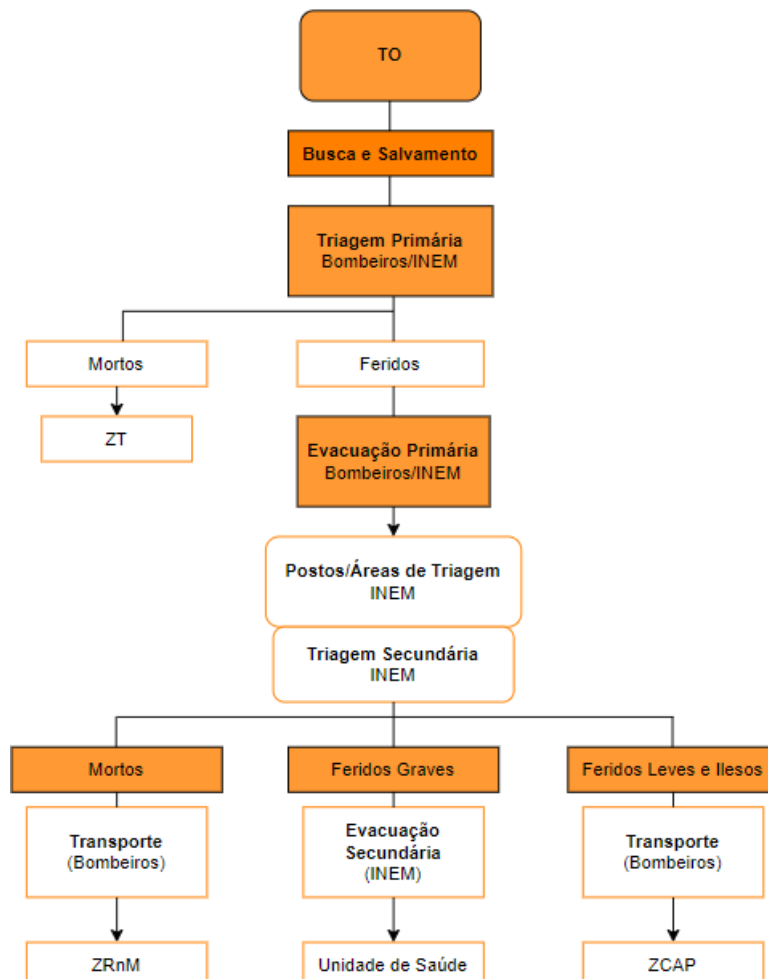 TO
Busca e Salvamento
Triagem Primária
Bombeiros/INEM
Mortos
Feridos
ZT
Evacuação Primária
Bombeiros/INEM
Postos/Áreas de Triagem
INEM
Triagem Secundária
INEM
Mortos
Feridos Graves
Feridos Leves e Ilesos
Transporte
(Bombeiros)
Evacuação
Secundária
(INEM)
Transporte
(Bombeiros)
ZRnM
Unidade de Saúde
ZCAP